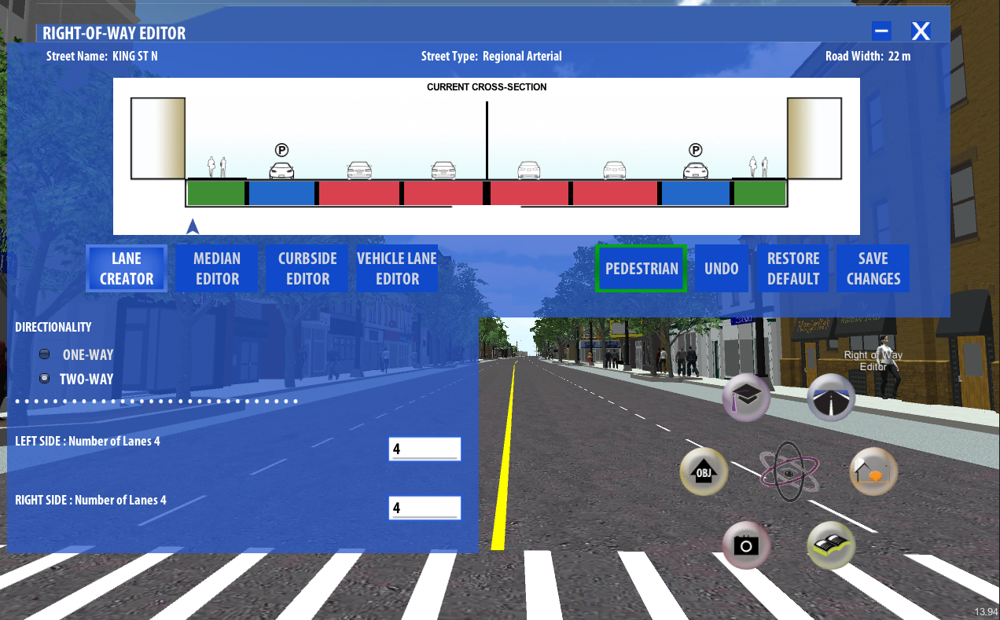 RIGHT-OF-WAY EDITOR
Street Name: KING ST N
Street Type: Regional Arterial
Road Width: 22 m
CURRENT CROSS-SECTION
P
P
LANE
CREATOR
MEDIAN
EDITOR
CURBSIDE
EDITOR
VEHICLE LANE
EDITOR
PEDESTRIAN
UNDO
RESTORE
DEFAULT
SAVE
CHANGES
DIRECTIONALITY
ONE-WAY
TWO-WAY
LEFT SIDE : Number of Lanes 4
4
RIGHT SIDE : Number of Lanes 4
4
Right of Way
Editor
OBJ
13.94